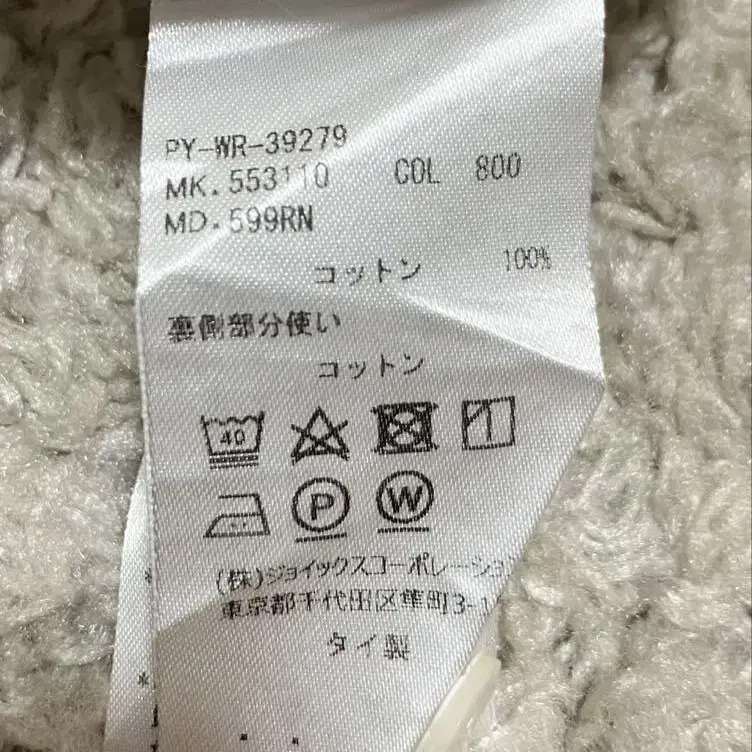 PY-WR-39279
MK.553110 COL 800
MD.599RN
コットン 100%
裏側部分使い
コットン
40
P W
(株)ジョイックスコーポレーショ
東京都千代田区隼町3-1
タイ製